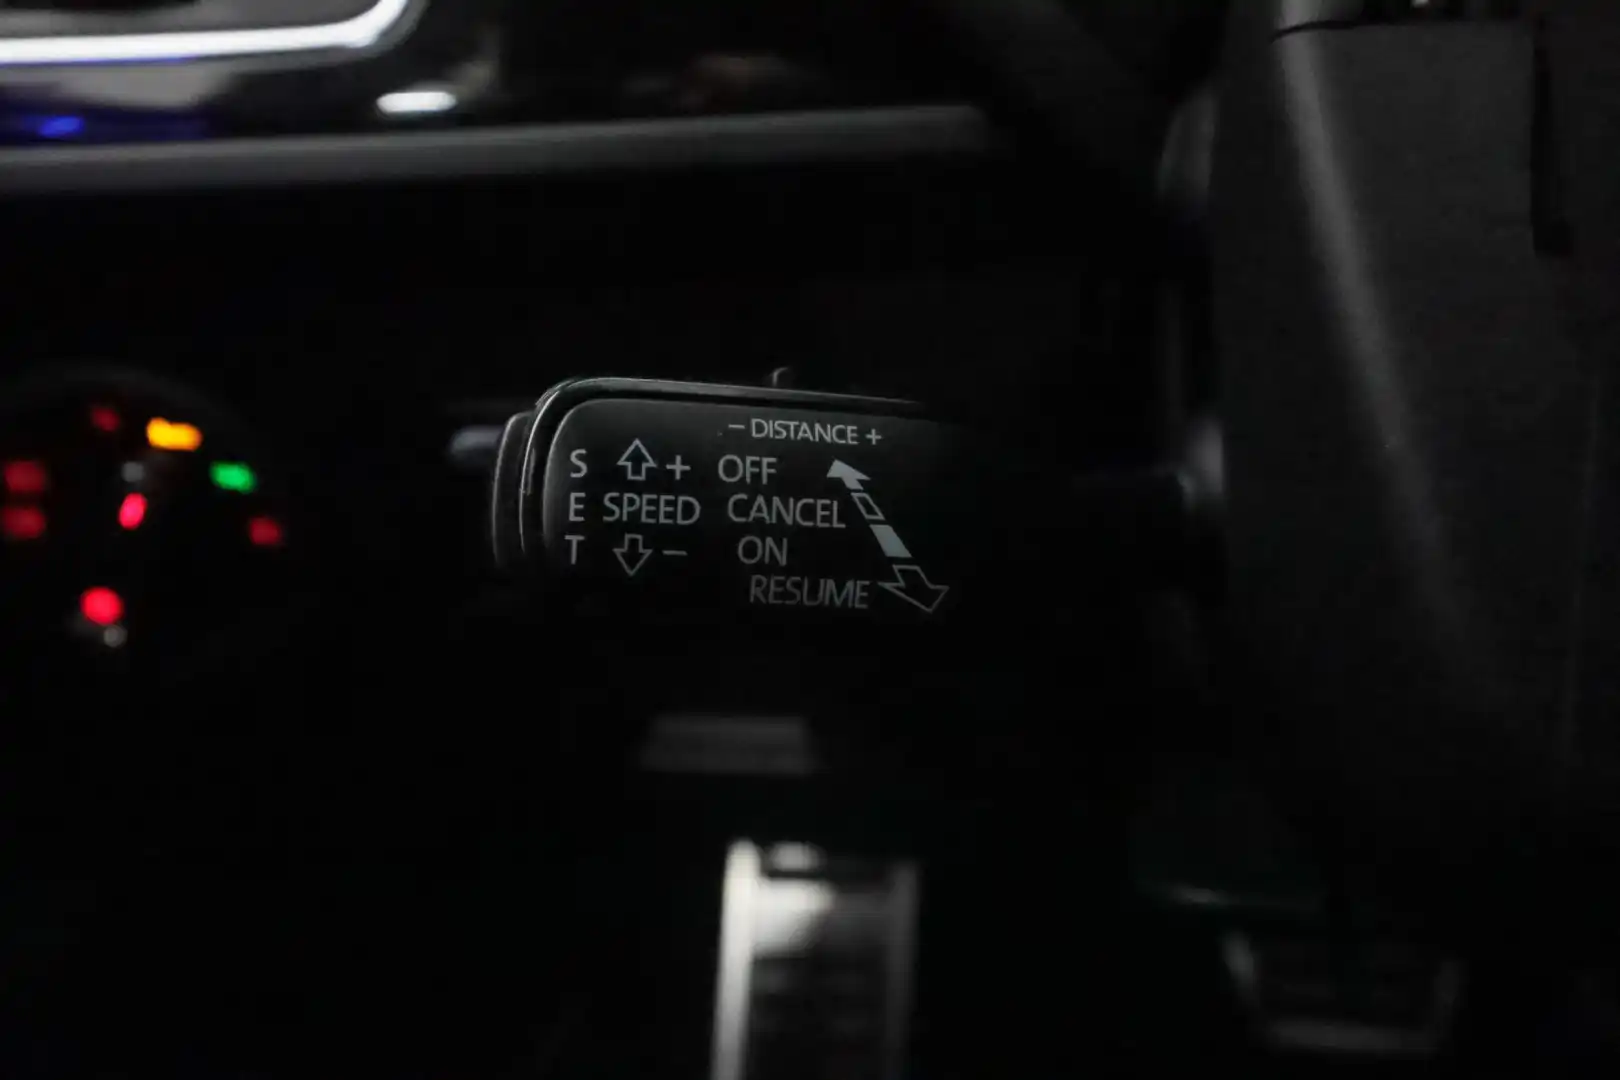 − DISTANCE +
S + OFF
E SPEED CANCEL
T − ON
RESUME